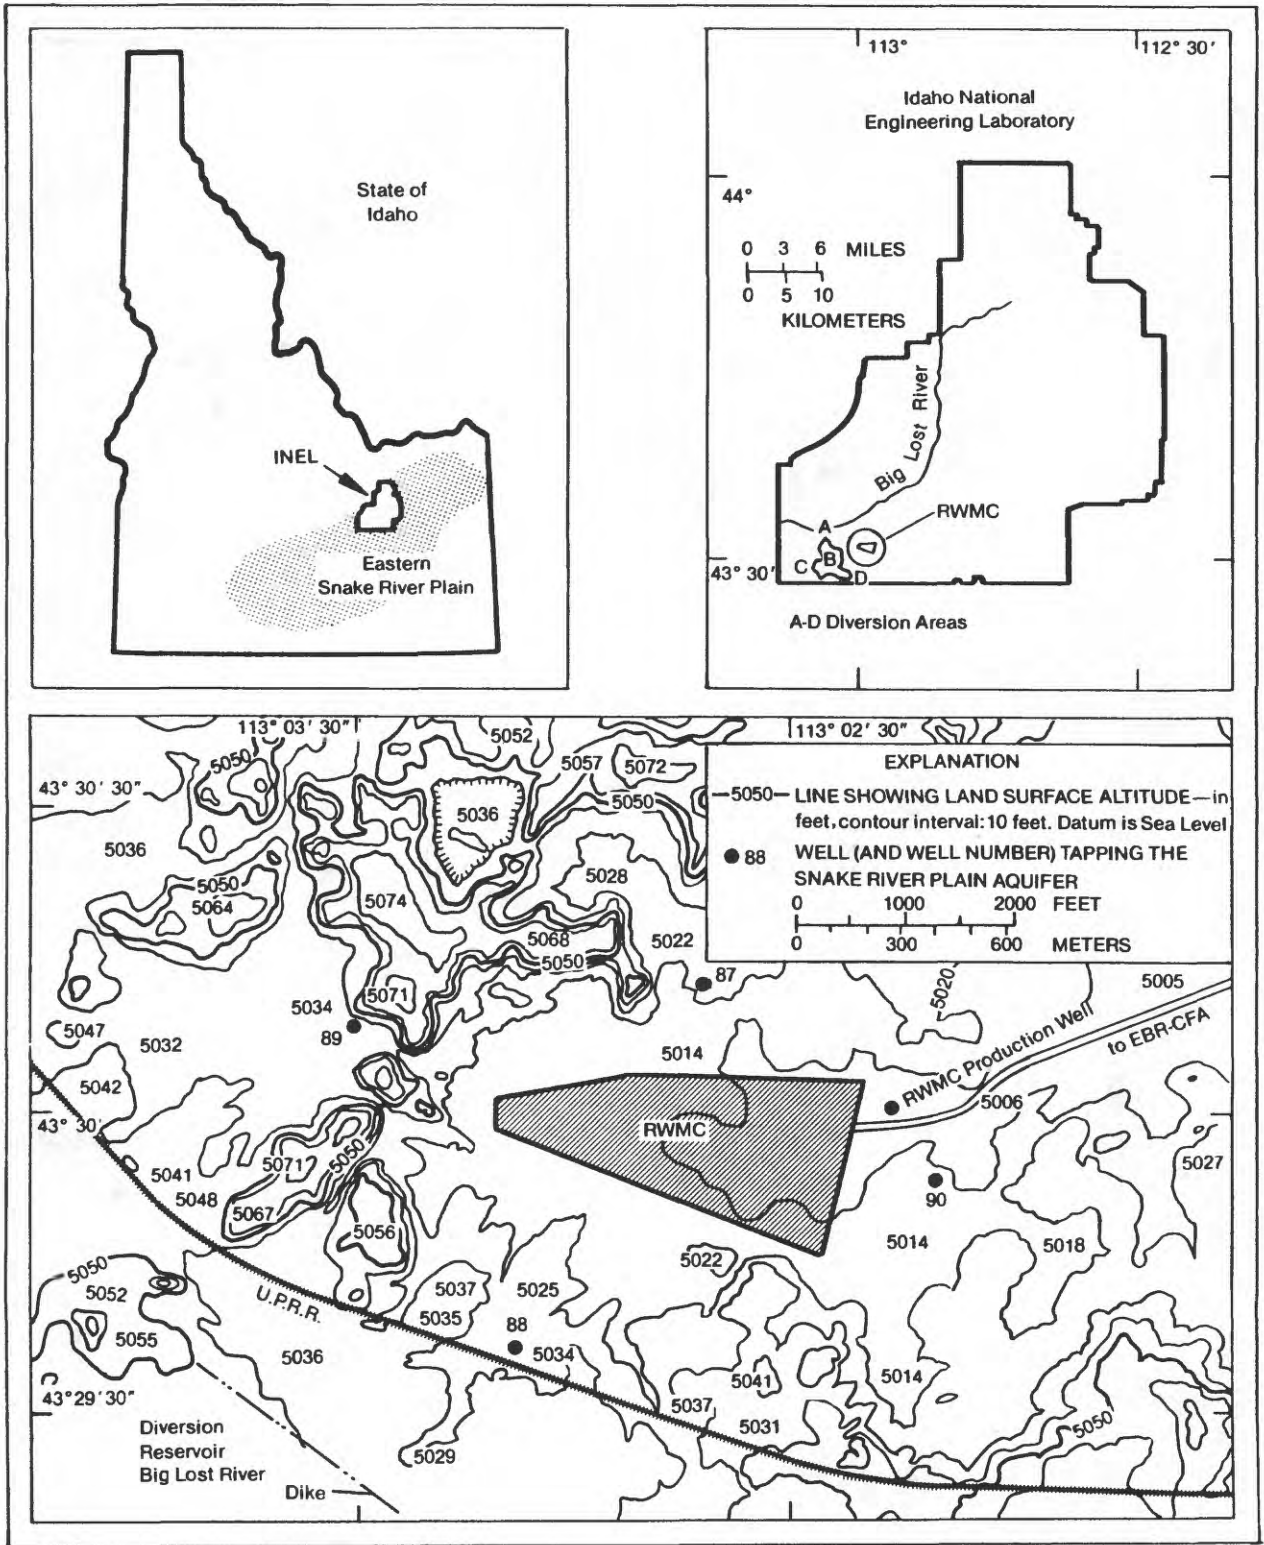 State of
Idaho
INEL
Eastern
Snake River Plain
113°
112° 30′
Idaho National
Engineering Laboratory
44°
0 3 6 MILES
0 5 10
KILOMETERS
Big Lost River
RWMC
A
B
C
D
43° 30′
A-D Diversion Areas
113° 03′ 30″
113° 02′ 30″
5052
5050
5057
5072
43° 30′ 30″
5036
5050
EXPLANATION
—5050— LINE SHOWING LAND SURFACE ALTITUDE—in
feet, contour interval: 10 feet. Datum is Sea Level
88 WELL (AND WELL NUMBER) TAPPING THE
SNAKE RIVER PLAIN AQUIFER
0 1000 2000 FEET
0 300 600 METERS
5036
5050
5064
5074
5028
5068
5050
5022
87
5071
5034
89
5047
5032
5042
5014
5020
5005
RWMC Production Well
to EBR-CFA
43° 30′
5006
RWMC
5041
5071
5050
5048
5067
5056
90
5027
5014
5018
5022
5050
5052
5055
U.P.R.R.
5037
5025
5035
88
5034
5036
5041
5014
43° 29′ 30″
5037
5031
5050
5029
Diversion
Reservoir
Big Lost River
Dike